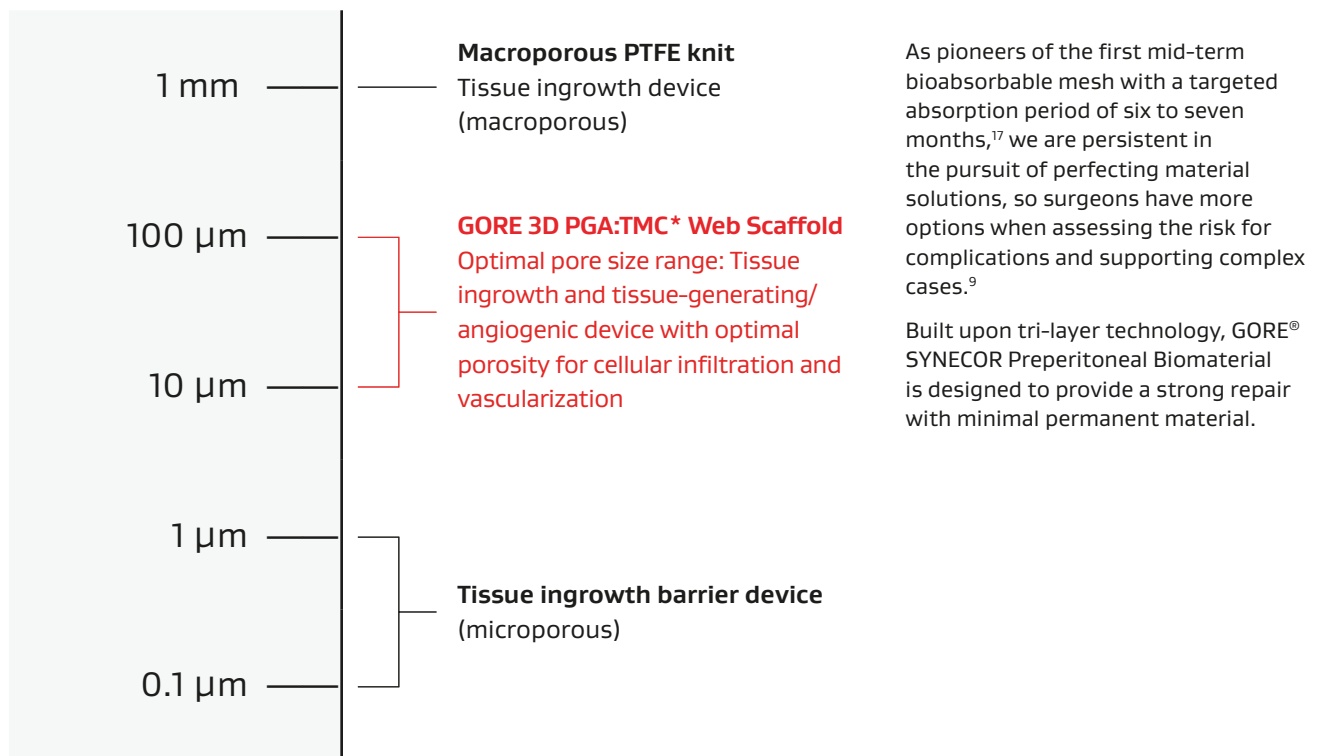 1 mm
Macroporous PTFE knit
Tissue ingrowth device
(macroporous)
100 µm
GORE 3D PGA:TMC* Web Scaffold
Optimal pore size range: Tissue
ingrowth and tissue-generating/
angiogenic device with optimal
porosity for cellular infiltration and
vascularization
10 µm
1 µm
Tissue ingrowth barrier device
(microporous)
0.1 µm
As pioneers of the first mid-term
bioabsorbable mesh with a targeted
absorption period of six to seven
months,¹⁷ we are persistent in
the pursuit of perfecting material
solutions, so surgeons have more
options when assessing the risk for
complications and supporting complex
cases.⁹
Built upon tri-layer technology, GORE®
SYNECOR Preperitoneal Biomaterial
is designed to provide a strong repair
with minimal permanent material.